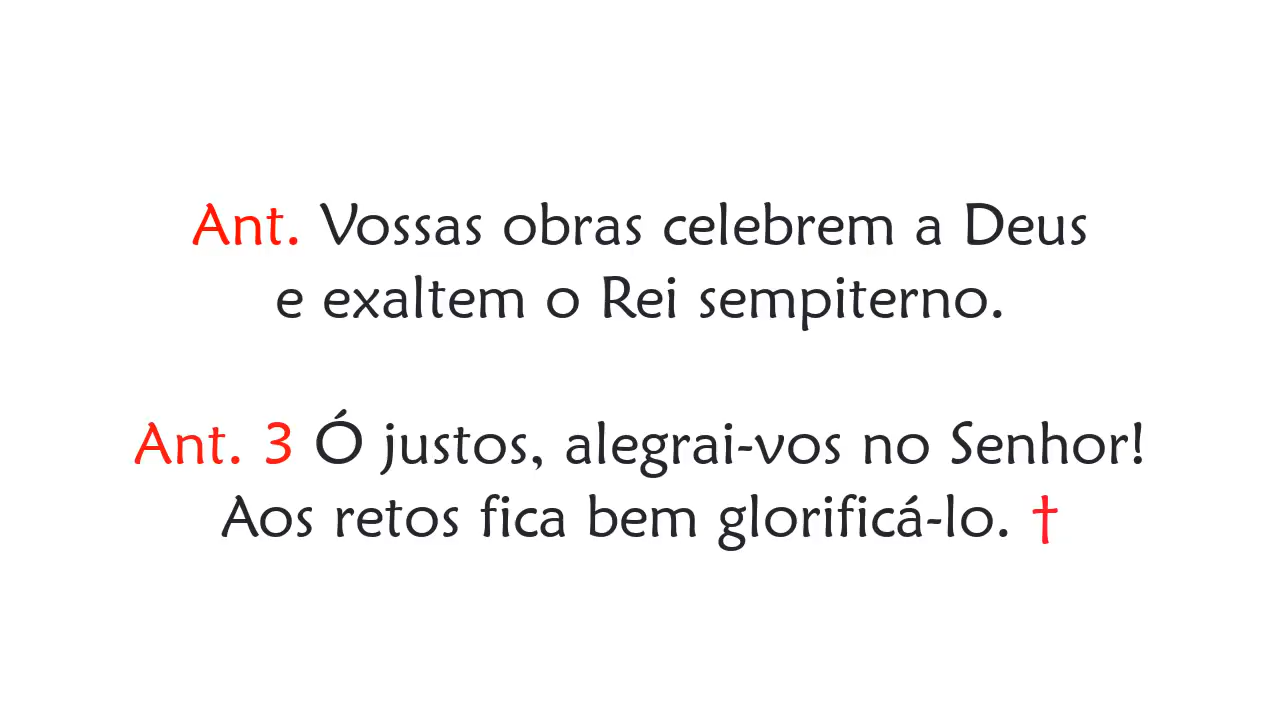 Ant. Vossas obras celebrem a Deus
e exaltem o Rei sempiterno.
Ant. 3 Ó justos, alegrai-vos no Senhor!
Aos retos fica bem glorificá-lo. †